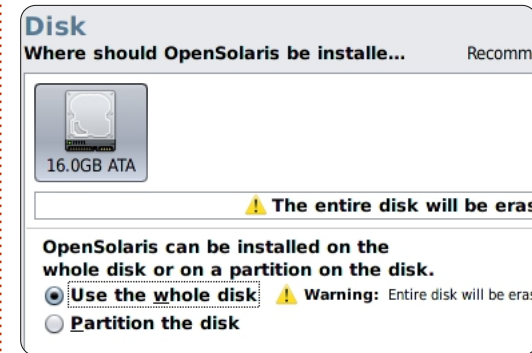 Disk
Where should OpenSolaris be installe... Recomm
16.0GB ATA
The entire disk will be eras
OpenSolaris can be installed on the
whole disk or on a partition on the disk.
Use the whole disk Warning: Entire disk will be eras
Partition the disk